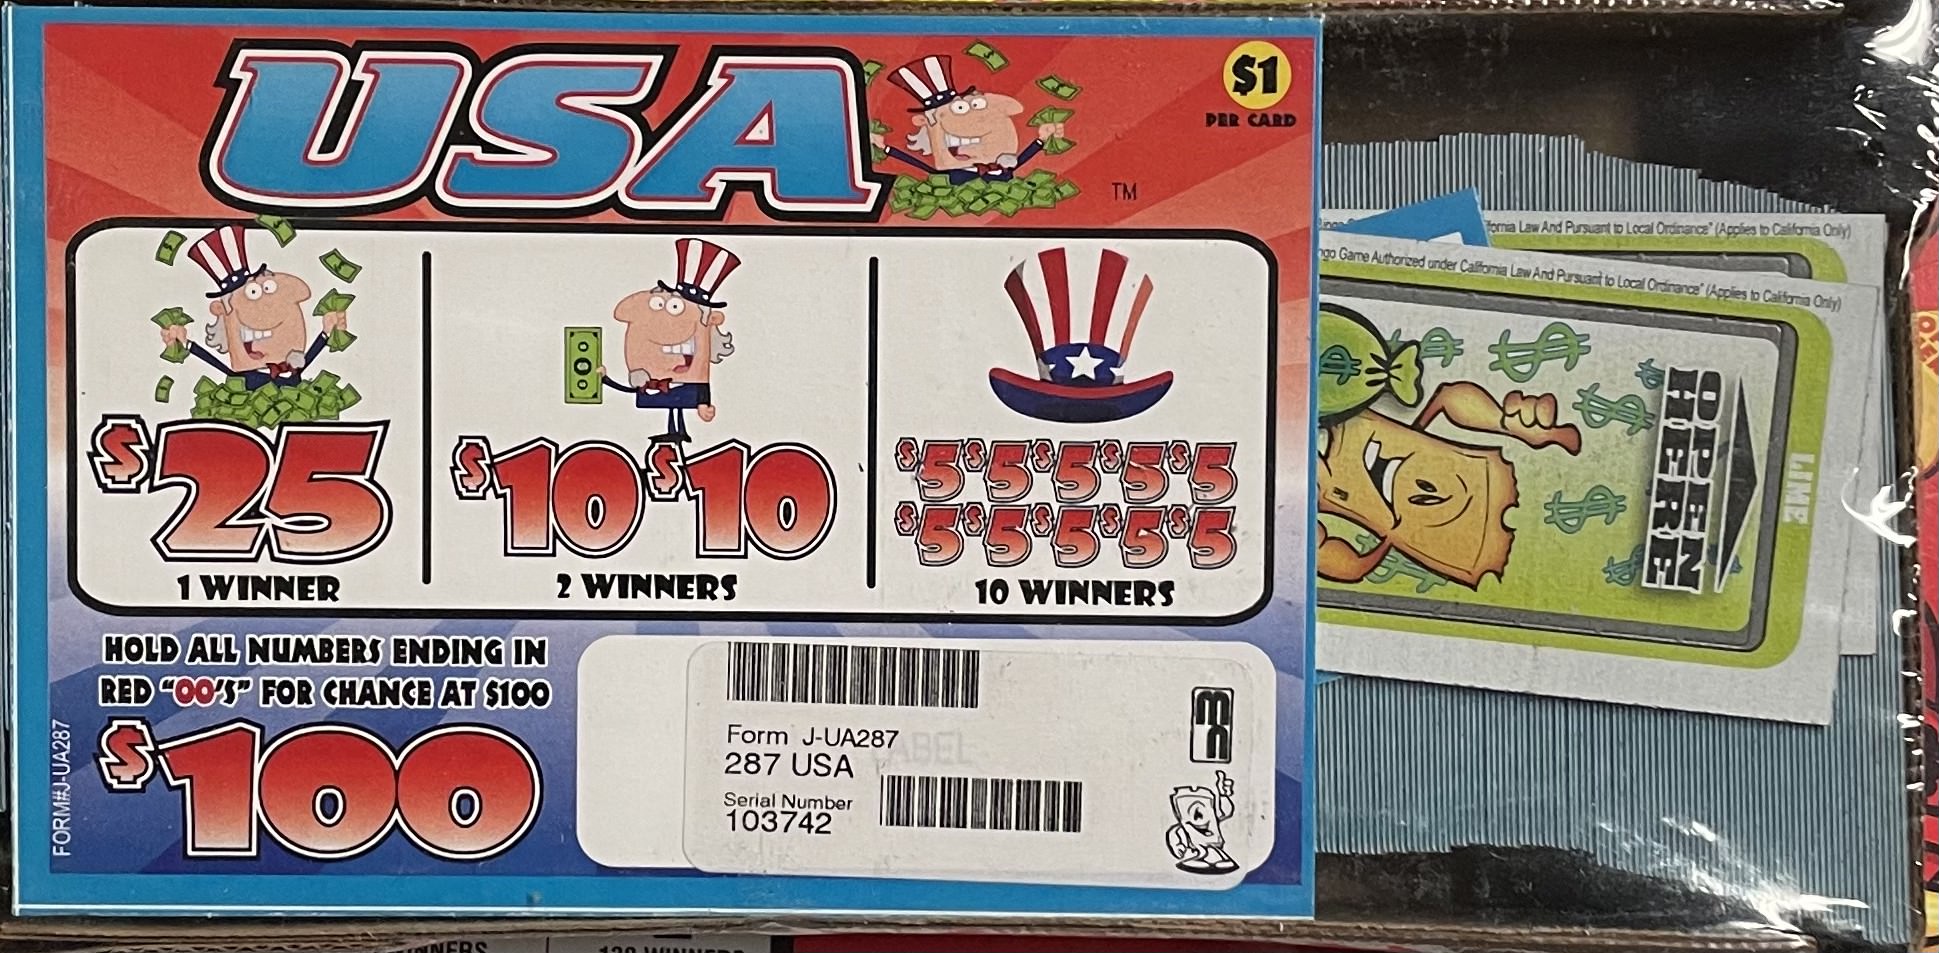 USA
$1
PER CARD
TM
$25
1 WINNER
$10 $10
2 WINNERS
$5 $5 $5 $5 $5
$5 $5 $5 $5 $5
10 WINNERS
HOLD ALL NUMBERS ENDING IN
RED "00'S" FOR CHANCE AT $100
$100
FORM#J-UA287
Form J-UA287
287 USA
Serial Number
103742
LABEL
mc
Law And Pursuant to Local Ordinance" (Applies to California Only)
Game Authorized under California Law And Pursuant to Local Ordinance" (Applies to California Only)
OPEN
HERE
LIME
WINNERS